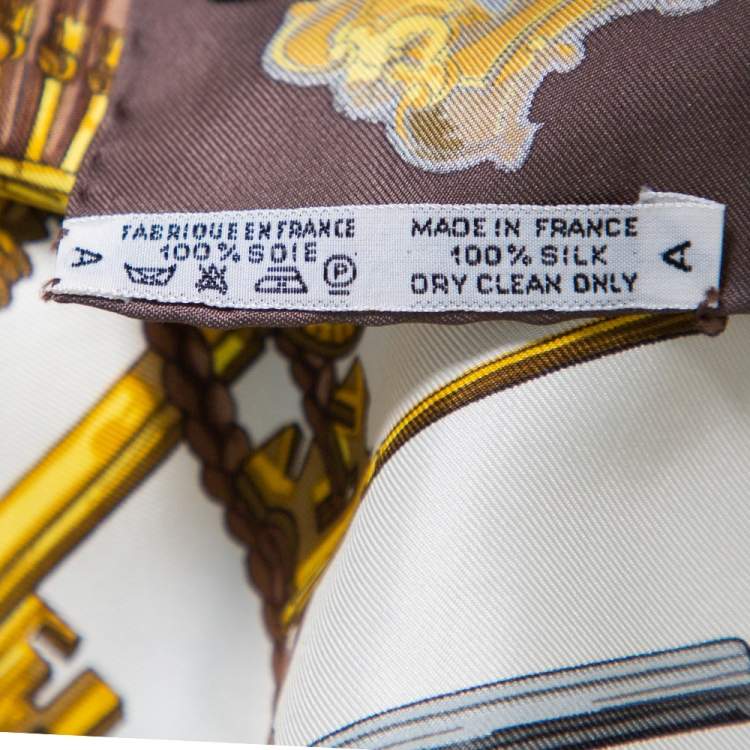 A
FABRIQUE EN FRANCE
100% SOIE
P
MADE IN FRANCE
100% SILK
DRY CLEAN ONLY
A